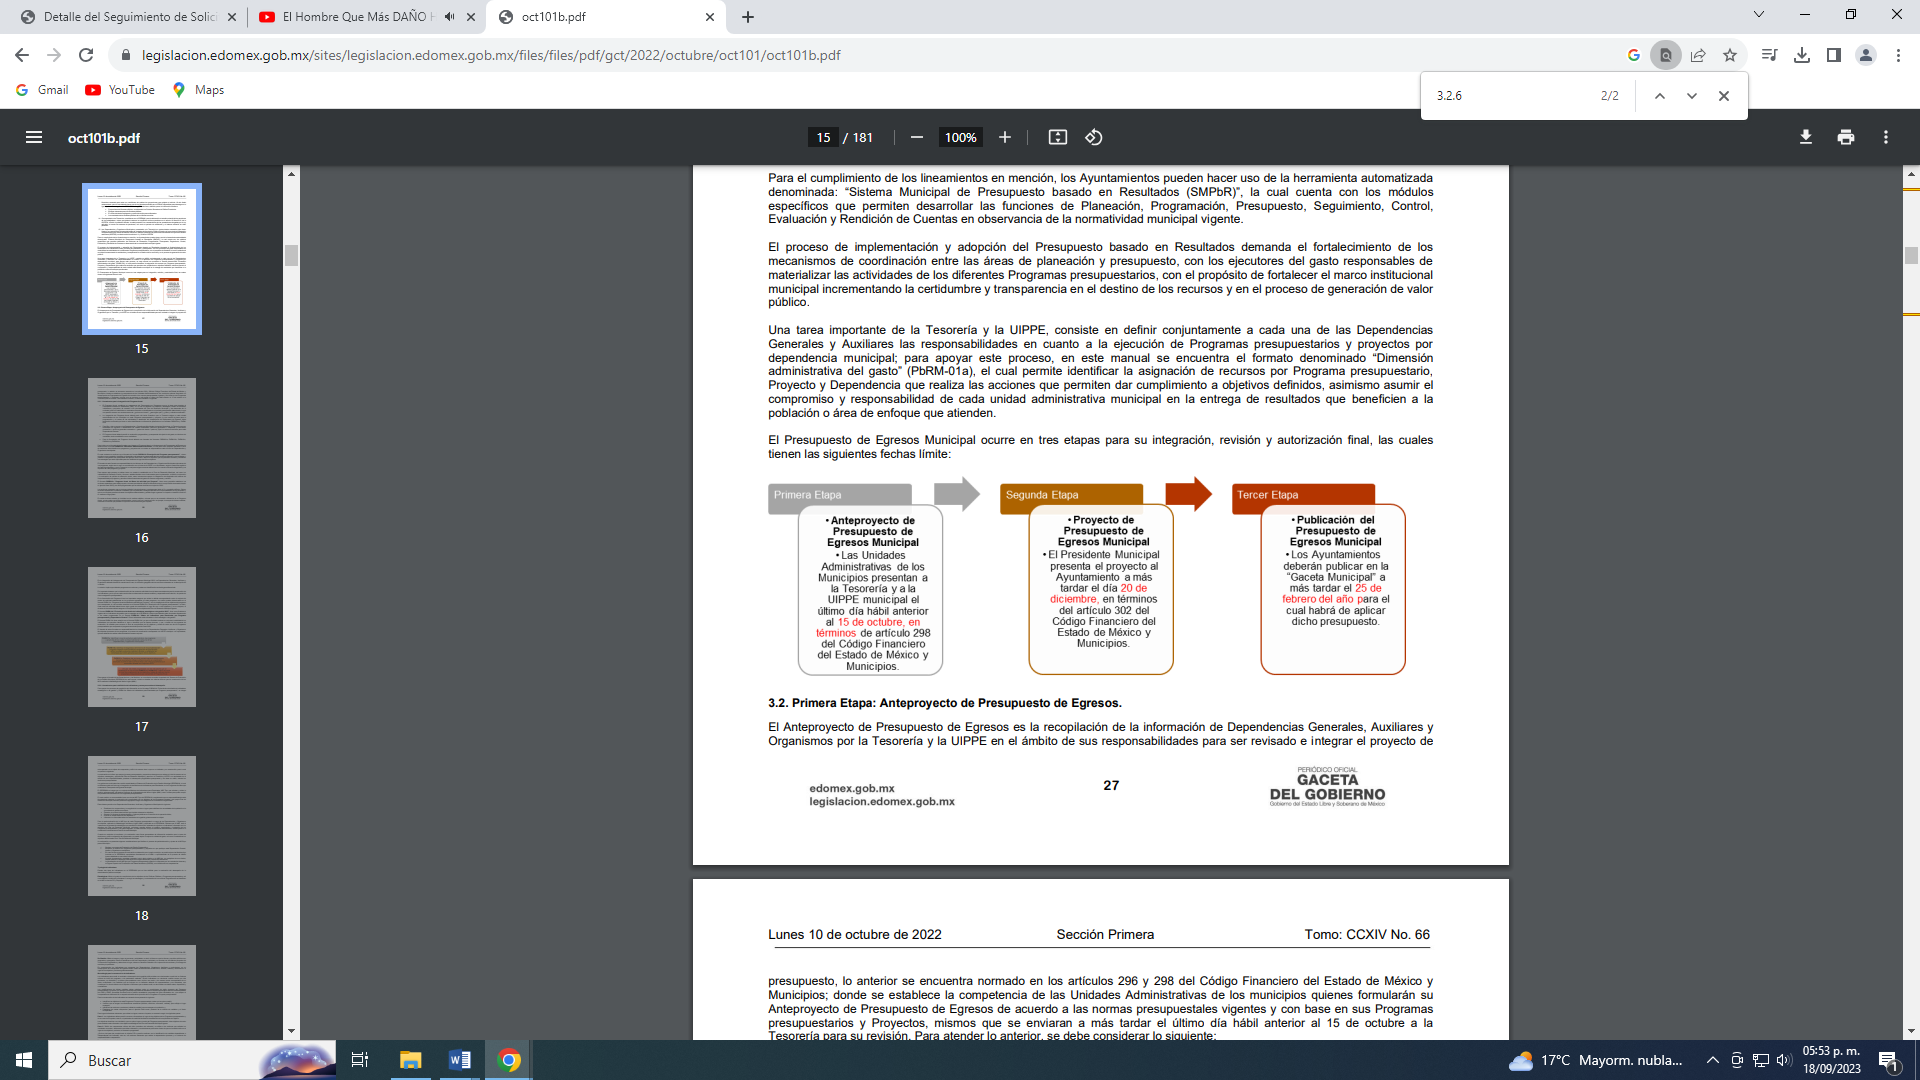 Detalle del Seguimiento de Solici
El Hombre Que Más DAÑO H
oct101b.pdf
legislacion.edomex.gob.mx/sites/legislacion.edomex.gob.mx/files/files/pdf/gct/2022/octubre/oct101/oct101b.pdf
Gmail
YouTube
Maps
3.2.6
2/2
oct101b.pdf
15 / 181
100%
15
16
17
18
Para el cumplimiento de los lineamientos en mención, los Ayuntamientos pueden hacer uso de la herramienta automatizada
denominada: “Sistema Municipal de Presupuesto basado en Resultados (SMPbR)”, la cual cuenta con los módulos
específicos que permiten desarrollar las funciones de Planeación, Programación, Presupuesto, Seguimiento, Control,
Evaluación y Rendición de Cuentas en observancia de la normatividad municipal vigente.
El proceso de implementación y adopción del Presupuesto basado en Resultados demanda el fortalecimiento de los
mecanismos de coordinación entre las áreas de planeación y presupuesto, con los ejecutores del gasto responsables de
materializar las actividades de los diferentes Programas presupuestarios, con el propósito de fortalecer el marco institucional
municipal incrementando la certidumbre y transparencia en el destino de los recursos y en el proceso de generación de valor
público.
Una tarea importante de la Tesorería y la UIPPE, consiste en definir conjuntamente a cada una de las Dependencias
Generales y Auxiliares las responsabilidades en cuanto a la ejecución de Programas presupuestarios y proyectos por
dependencia municipal; para apoyar este proceso, en este manual se encuentra el formato denominado “Dimensión
administrativa del gasto” (PbRM-01a), el cual permite identificar la asignación de recursos por Programa presupuestario,
Proyecto y Dependencia que realiza las acciones que permiten dar cumplimiento a objetivos definidos, asimismo asumir el
compromiso y responsabilidad de cada unidad administrativa municipal en la entrega de resultados que beneficien a la
población o área de enfoque que atienden.
El Presupuesto de Egresos Municipal ocurre en tres etapas para su integración, revisión y autorización final, las cuales
tienen las siguientes fechas límite:
Primera Etapa
• Anteproyecto de
Presupuesto de
Egresos Municipal
• Las Unidades
Administrativas de los
Municipios presentan a
la Tesorería y a la
UIPPE municipal el
último día hábil anterior
al 15 de octubre, en
términos de artículo 298
del Código Financiero
del Estado de México y
Municipios.
Segunda Etapa
• Proyecto de
Presupuesto de
Egresos Municipal
• El Presidente Municipal
presenta el proyecto al
Ayuntamiento a más
tardar el día 20 de
diciembre, en términos
del artículo 302 del
Código Financiero del
Estado de México y
Municipios.
Tercer Etapa
• Publicación del
Presupuesto de
Egresos Municipal
• Los Ayuntamientos
deberán publicar en la
“Gaceta Municipal” a
más tardar el 25 de
febrero del año para el
cual habrá de aplicar
dicho presupuesto.
3.2. Primera Etapa: Anteproyecto de Presupuesto de Egresos.
El Anteproyecto de Presupuesto de Egresos es la recopilación de la información de Dependencias Generales, Auxiliares y
Organismos por la Tesorería y la UIPPE en el ámbito de sus responsabilidades para ser revisado e integrar el proyecto de
edomex.gob.mx
legislacion.edomex.gob.mx
27
PERIÓDICO OFICIAL
GACETA
DEL GOBIERNO
Gobierno del Estado Libre y Soberano de México
Lunes 10 de octubre de 2022
Sección Primera
Tomo: CCXIV No. 66
presupuesto, lo anterior se encuentra normado en los artículos 296 y 298 del Código Financiero del Estado de México y
Municipios; donde se establece la competencia de las Unidades Administrativas de los municipios quienes formularán su
Anteproyecto de Presupuesto de Egresos de acuerdo a las normas presupuestales vigentes y con base en sus Programas
presupuestarios y Proyectos, mismos que se enviaran a más tardar el último día hábil anterior al 15 de octubre a la
Tesorería para su revisión. Para atender lo anterior, se debe considerar lo siguiente:
Buscar
17°C Mayorm. nubla...
05:53 p. m.
18/09/2023
1